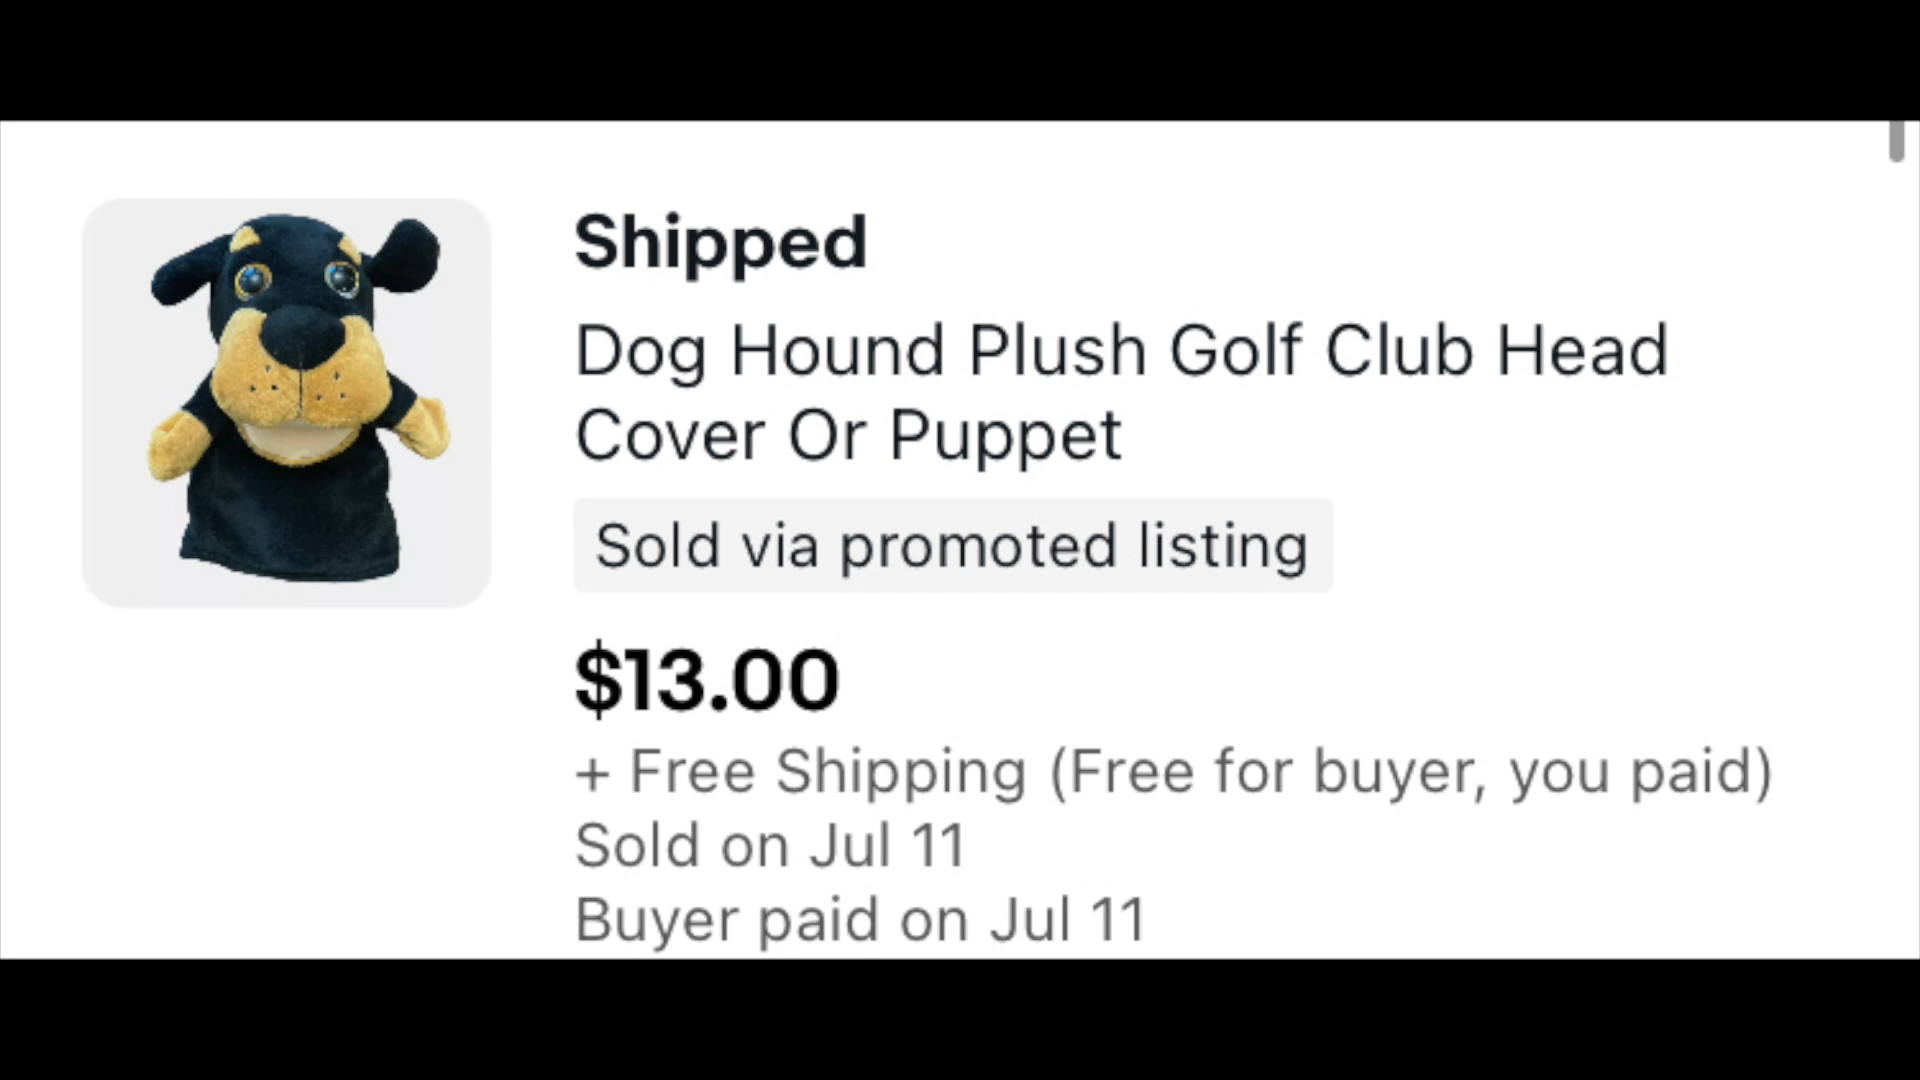 Shipped
Dog Hound Plush Golf Club Head
Cover Or Puppet
Sold via promoted listing
$13.00
+ Free Shipping (Free for buyer, you paid)
Sold on Jul 11
Buyer paid on Jul 11